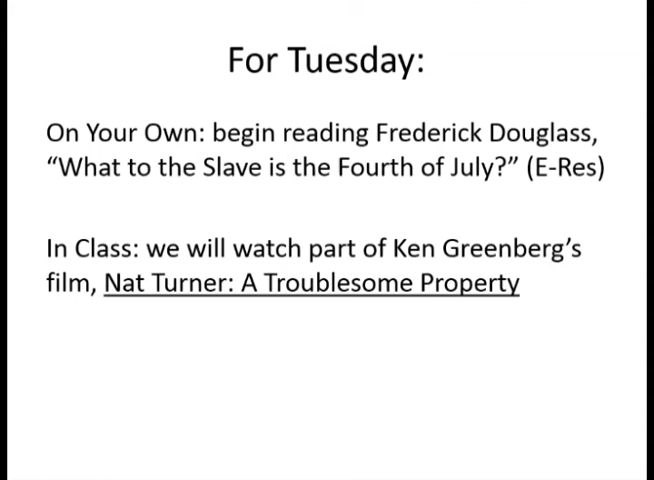 For Tuesday:
On Your Own: begin reading Frederick Douglass,
“What to the Slave is the Fourth of July?” (E-Res)
In Class: we will watch part of Ken Greenberg’s
film, Nat Turner: A Troublesome Property